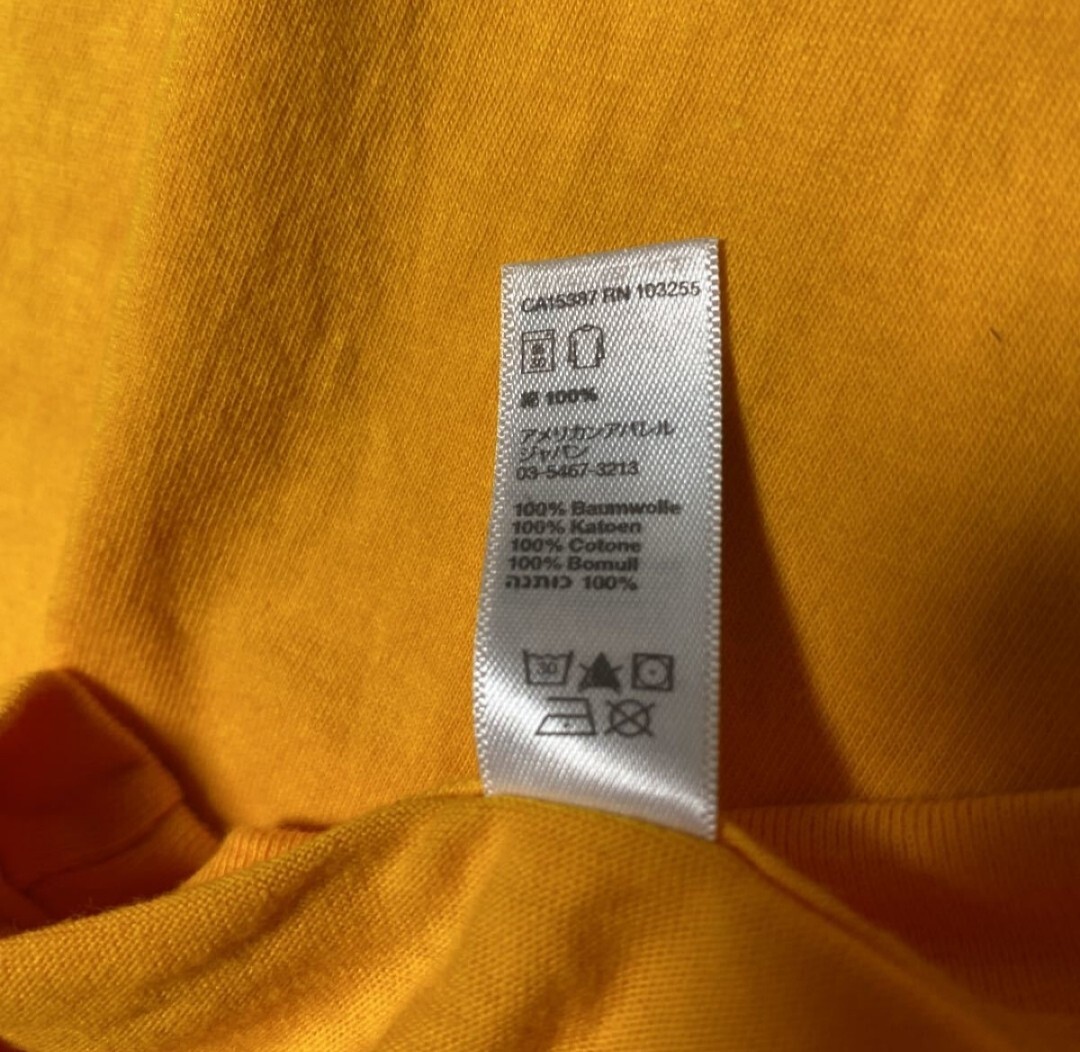 CA15387 RN 103255
綿 100%
アメリカンアパレル
ジャパン
03-5467-3213
100% Baumwolle
100% Katoen
100% Cotone
100% Bomull
100% כותנה
30